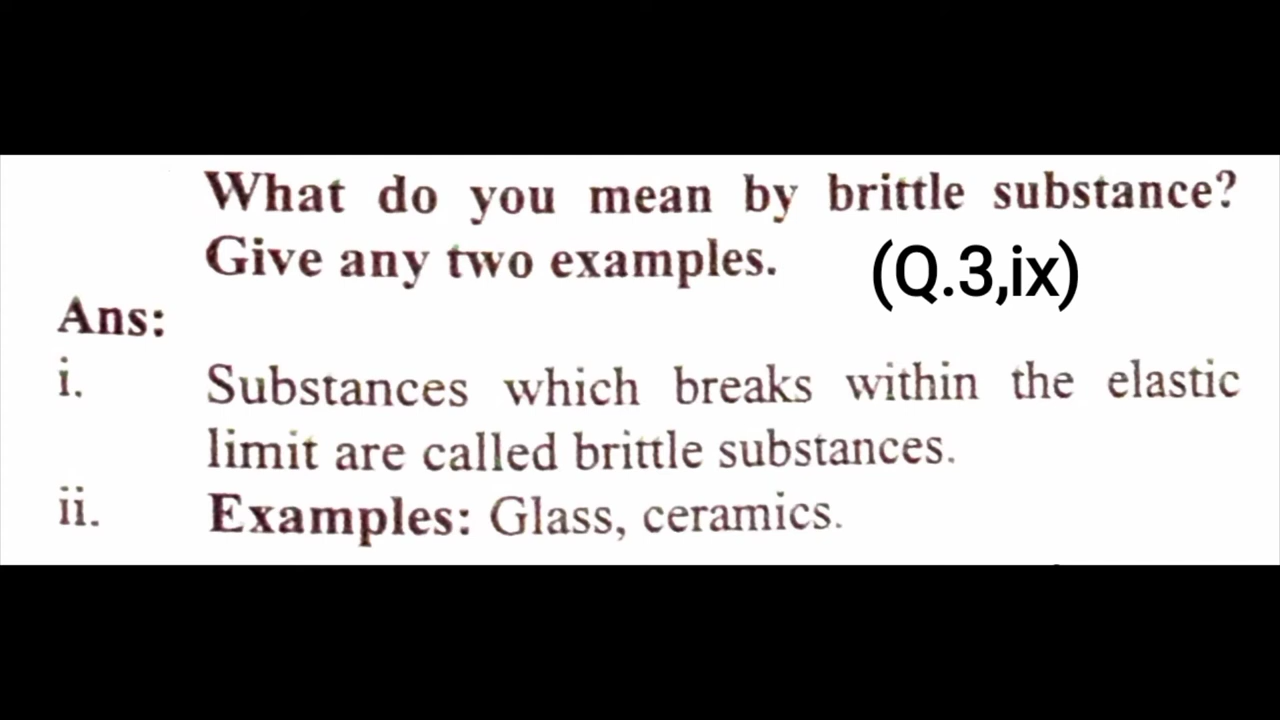 What do you mean by brittle substance?
Give any two examples. (Q.3,ix)
Ans:
i. Substances which breaks within the elastic
limit are called brittle substances.
ii. Examples: Glass, ceramics.